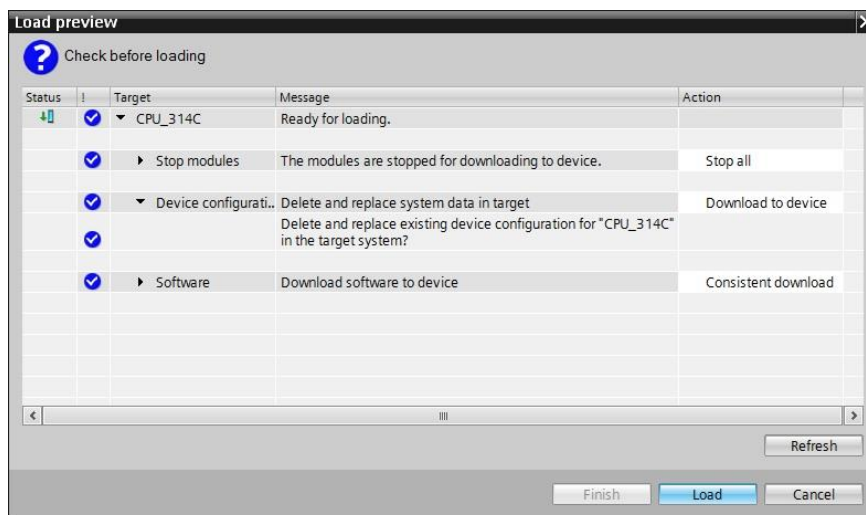 Load preview
Check before loading
Status ! Target Message Action
CPU_314C Ready for loading.
Stop modules The modules are stopped for downloading to device. Stop all
Device configurati.. Delete and replace system data in target Download to device
Delete and replace existing device configuration for "CPU_314C"
in the target system?
Software Download software to device Consistent download
Refresh
Finish Load Cancel